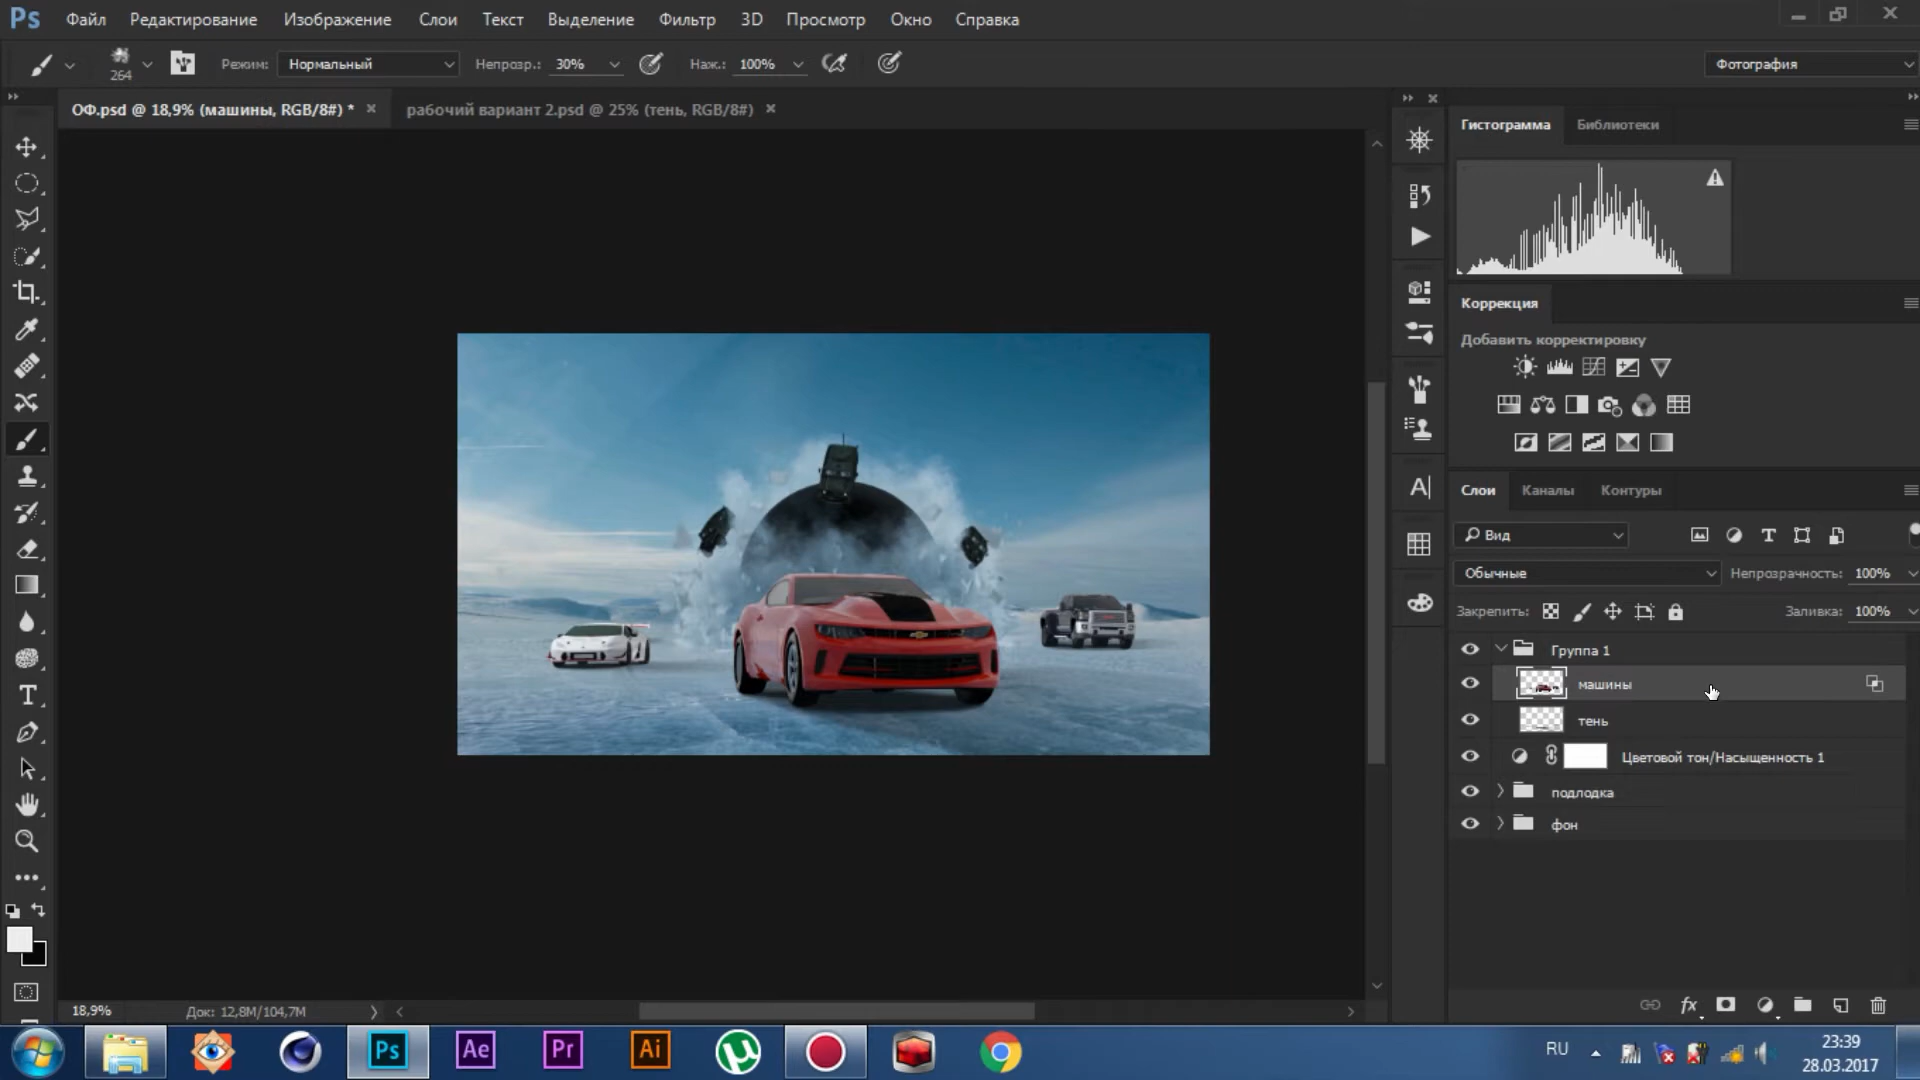 Ps Файл Редактирование Изображение Слои Текст Выделение Фильтр 3D Просмотр Окно Справка
264 Режим: Нормальный Непрозр.: 30% Наж.: 100% Фотография
ОФ.psd @ 18,9% (машины, RGB/8#) * рабочий вариант 2.psd @ 25% (тень, RGB/8#)
Гистограмма Библиотеки
Коррекция
Добавить корректировку
Слои Каналы Контуры
Вид
Обычные Непрозрачность: 100%
Закрепить: Заливка: 100%
Группа 1
машины
тень
Цветовой тон/Насыщенность 1
подлодка
фон
18,9% Док: 12,8M/104,7M
Ps Ae Pr Ai
RU
23:39
28.03.2017